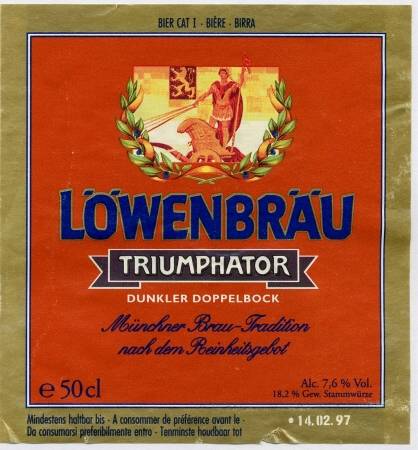 BIER CAT I - BIÈRE - BIRRA
LÖWENBRÄU
TRIUMPHATOR
DUNKLER DOPPELBOCK
Münchner Brau-Tradition
nach dem Reinheitsgebot
e 50 cl
Alc. 7,6 % Vol.
18,2 % Gew. Stammwürze
Mindestens haltbar bis - A consommer de préférence avant le -
Da consumarsi preferibilmente entro - Tenminste houdbaar tot
•14.02.97